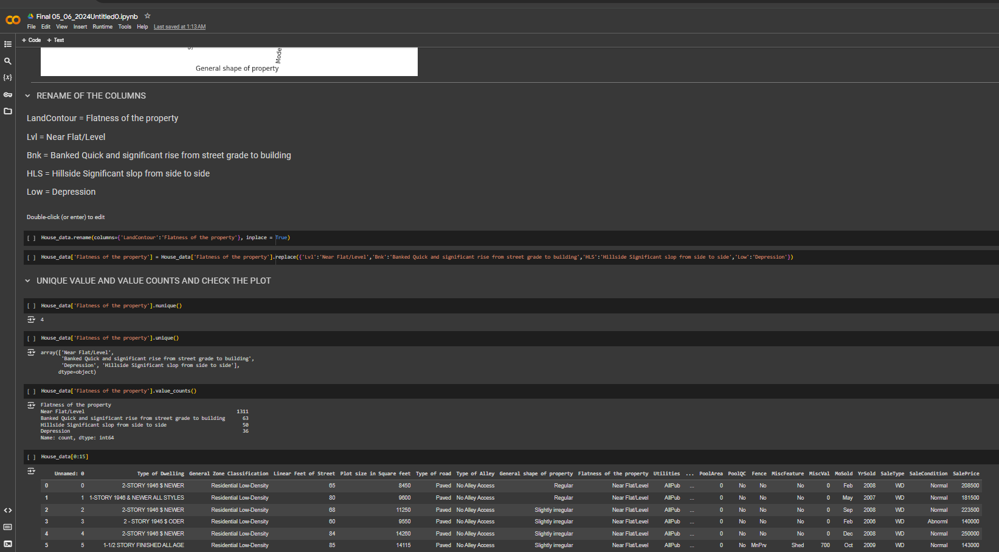 Final 05_06_2024Untitled0.ipynb
File Edit View Insert Runtime Tools Help Last saved at 1:13 AM
+ Code + Text
Mode
General shape of property
RENAME OF THE COLUMNS
LandContour = Flatness of the property
Lvl = Near Flat/Level
Bnk = Banked Quick and significant rise from street grade to building
HLS = Hillside Significant slop from side to side
Low = Depression
Double-click (or enter) to edit
[ ] House_data.rename(columns={'LandContour':'Flatness of the property'}, inplace = True)
[ ] House_data['Flatness of the property'] = House_data['Flatness of the property'].replace({'Lvl':'Near Flat/Level','Bnk':'Banked Quick and significant rise from street grade to building','HLS':'Hillside Significant slop from side to side','Low':'Depression'})
UNIQUE VALUE AND VALUE COUNTS AND CHECK THE PLOT
[ ] House_data['Flatness of the property'].nunique()
4
[ ] House_data['Flatness of the property'].unique()
array(['Near Flat/Level',
'Banked Quick and significant rise from street grade to building',
'Depression', 'Hillside Significant slop from side to side'],
dtype=object)
[ ] House_data['Flatness of the property'].value_counts()
Flatness of the property
Near Flat/Level 1311
Banked Quick and significant rise from street grade to building 63
Hillside Significant slop from side to side 50
Depression 36
Name: count, dtype: int64
[ ] House_data[0:15]
Unnamed: 0 Type of Dwelling General Zone Classification Linear Feet of Street Plot size in Square feet Type of road Type of Alley General shape of property Flatness of the property Utilities ... PoolArea PoolQC Fence MiscFeature MiscVal MoSold YrSold SaleType SaleCondition SalePrice
0 0 2-STORY 1946 $ NEWER Residential Low-Density 65 8450 Paved No Alley Access Regular Near Flat/Level AllPub ... 0 No No No 0 Feb 2008 WD Normal 208500
1 1 1-STORY 1946 & NEWER ALL STYLES Residential Low-Density 80 9600 Paved No Alley Access Regular Near Flat/Level AllPub ... 0 No No No 0 May 2007 WD Normal 181500
2 2 2-STORY 1946 $ NEWER Residential Low-Density 68 11250 Paved No Alley Access Slightly irregular Near Flat/Level AllPub ... 0 No No No 0 Sep 2008 WD Normal 223500
3 3 2 - STORY 1945 $ ODER Residential Low-Density 60 9550 Paved No Alley Access Slightly irregular Near Flat/Level AllPub ... 0 No No No 0 Feb 2006 WD Abnorml 140000
4 4 2-STORY 1946 $ NEWER Residential Low-Density 84 14260 Paved No Alley Access Slightly irregular Near Flat/Level AllPub ... 0 No No No 0 Dec 2008 WD Normal 250000
5 5 1-1/2 STORY FINISHED ALL AGE Residential Low-Density 85 14115 Paved No Alley Access Slightly irregular Near Flat/Level AllPub ... 0 No MnPrv Shed 700 Oct 2009 WD Normal 143000